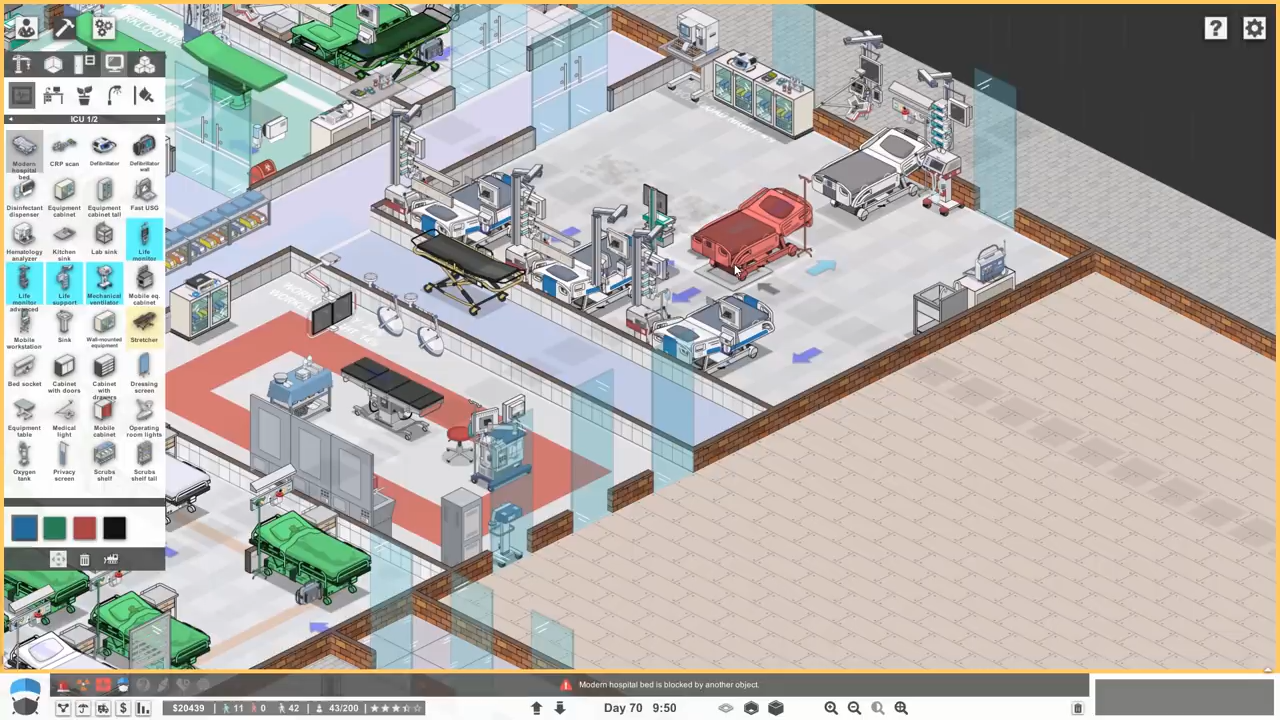 ICU 1/2
Modern hospital bed
CRP scan
Defibrillator
Defibrillator wall
Disinfectant dispenser
Equipment cabinet
Equipment cabinet tall
Fast USG
Hematology analyzer
Kitchen sink
Lab sink
Life monitor
Life monitor advanced
Life support
Mechanical ventilator
Mobile eq. cabinet
Mobile workstation
Sink
Wall-mounted equipment
Stretcher
Bed socket
Cabinet with doors
Cabinet with drawers
Dressing screen
Equipment table
Medical light
Mobile cabinet
Operating room lights
Oxygen tank
Privacy screen
Scrubs shelf
Scrubs shelf tall
Modern hospital bed is blocked by another object.
$20439
11
0
42
43/200
Day 70 9:50